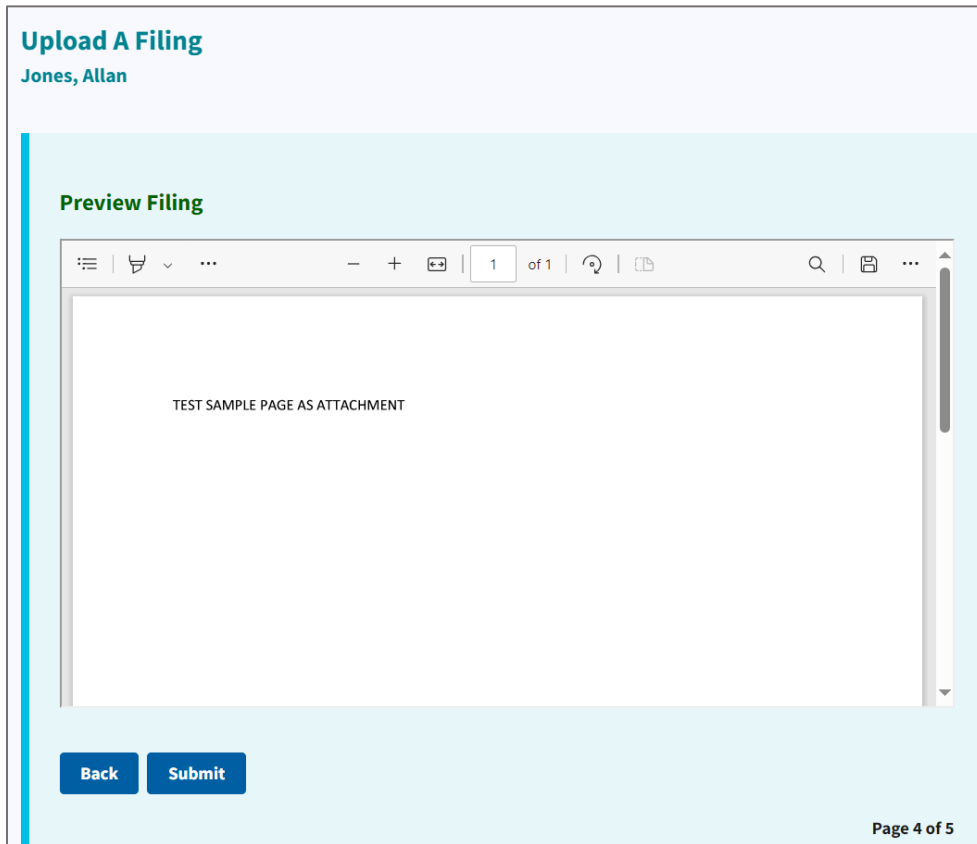 Upload A Filing
Jones, Allan
Preview Filing
1 of 1
TEST SAMPLE PAGE AS ATTACHMENT
Back Submit
Page 4 of 5